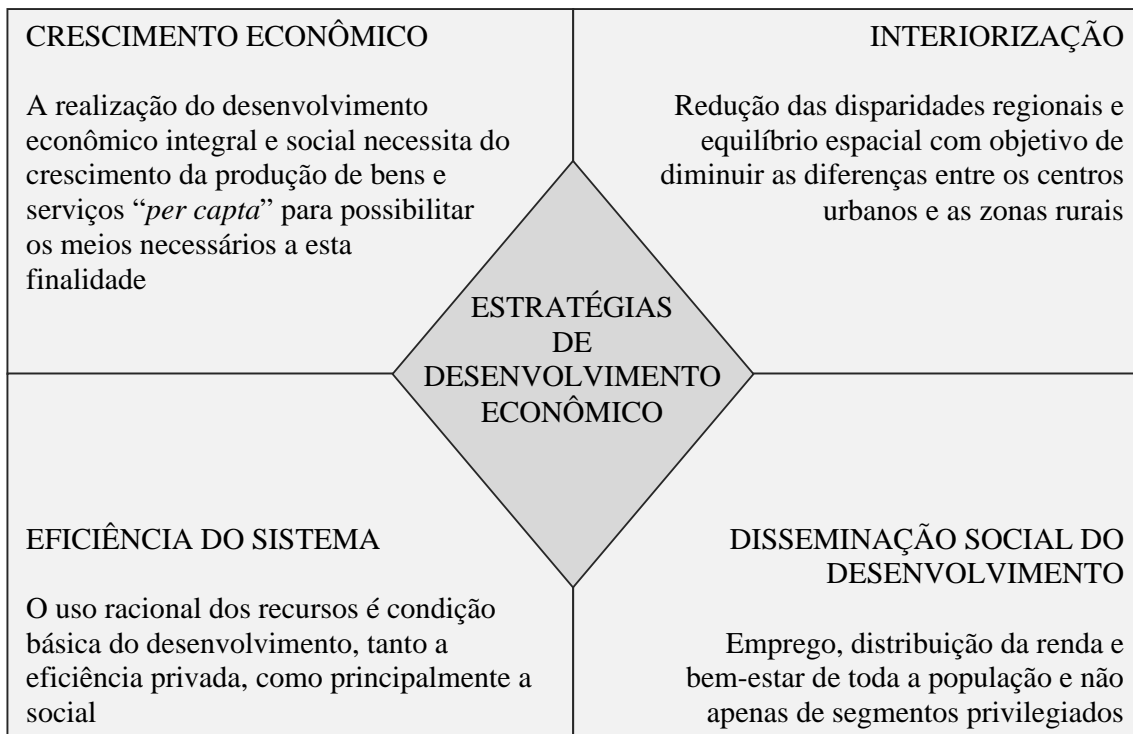 CRESCIMENTO ECONÔMICO
A realização do desenvolvimento
econômico integral e social necessita do
crescimento da produção de bens e
serviços “per capta” para possibilitar
os meios necessários a esta
finalidade
INTERIORIZAÇÃO
Redução das disparidades regionais e
equilíbrio espacial com objetivo de
diminuir as diferenças entre os centros
urbanos e as zonas rurais
ESTRATÉGIAS
DE
DESENVOLVIMENTO
ECONÔMICO
EFICIÊNCIA DO SISTEMA
O uso racional dos recursos é condição
básica do desenvolvimento, tanto a
eficiência privada, como principalmente a
social
DISSEMINAÇÃO SOCIAL DO
DESENVOLVIMENTO
Emprego, distribuição da renda e
bem-estar de toda a população e não
apenas de segmentos privilegiados